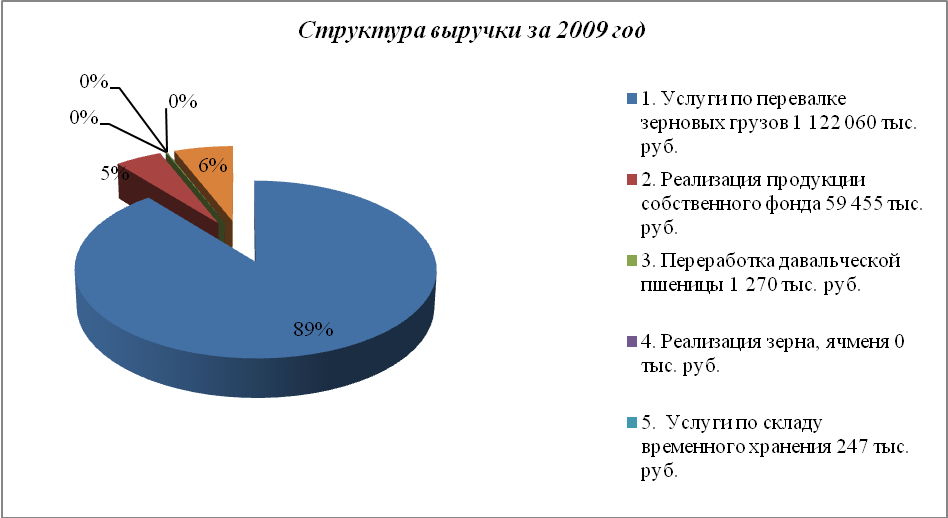 Структура выручки за 2009 год
0%
0%
0%
5%
6%
89%
1. Услуги по перевалке
зерновых грузов 1 122 060 тыс.
руб.
2. Реализация продукции
собственного фонда 59 455 тыс.
руб.
3. Переработка давальческой
пшеницы 1 270 тыс. руб.
4. Реализация зерна, ячменя 0
тыс. руб.
5. Услуги по складу
временного хранения 247 тыс.
руб.